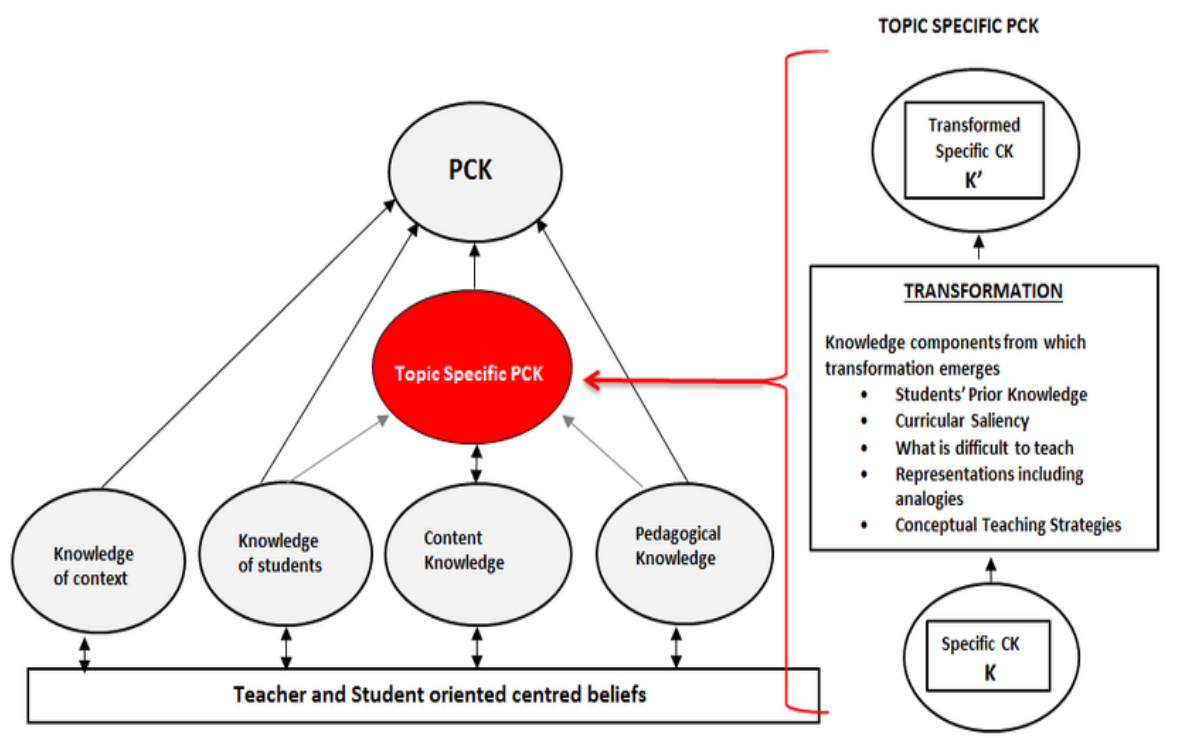 TOPIC SPECIFIC PCK
PCK
Topic Specific PCK
Knowledge
of context
Knowledge
of students
Content
Knowledge
Pedagogical
Knowledge
Teacher and Student oriented centred beliefs
Transformed
Specific CK
K’
TRANSFORMATION
Knowledge components from which
transformation emerges
• Students’ Prior Knowledge
• Curricular Saliency
• What is difficult to teach
• Representations including
analogies
• Conceptual Teaching Strategies
Specific CK
K